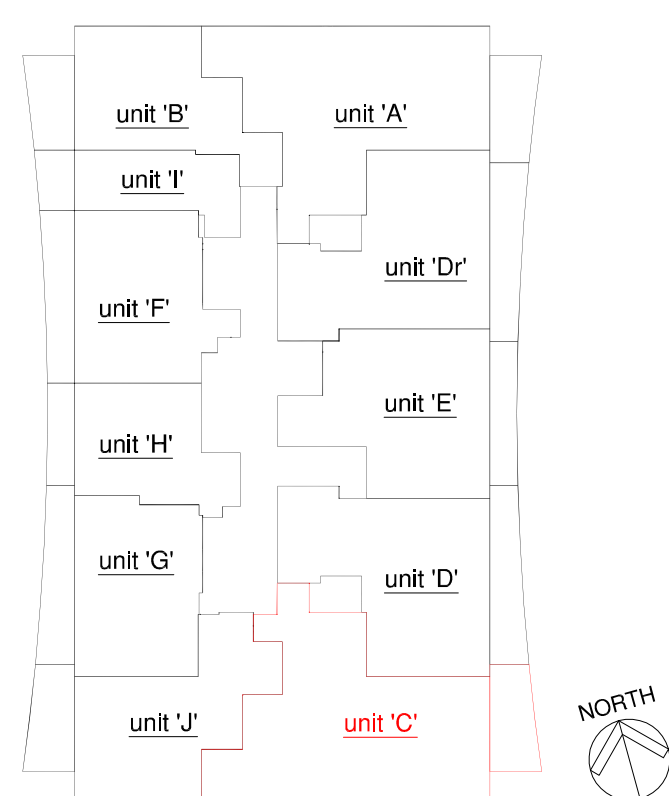 unit 'B'
unit 'A'
unit 'I'
unit 'Dr'
unit 'F'
unit 'E'
unit 'H'
unit 'G'
unit 'D'
unit 'J'
unit 'C'
NORTH